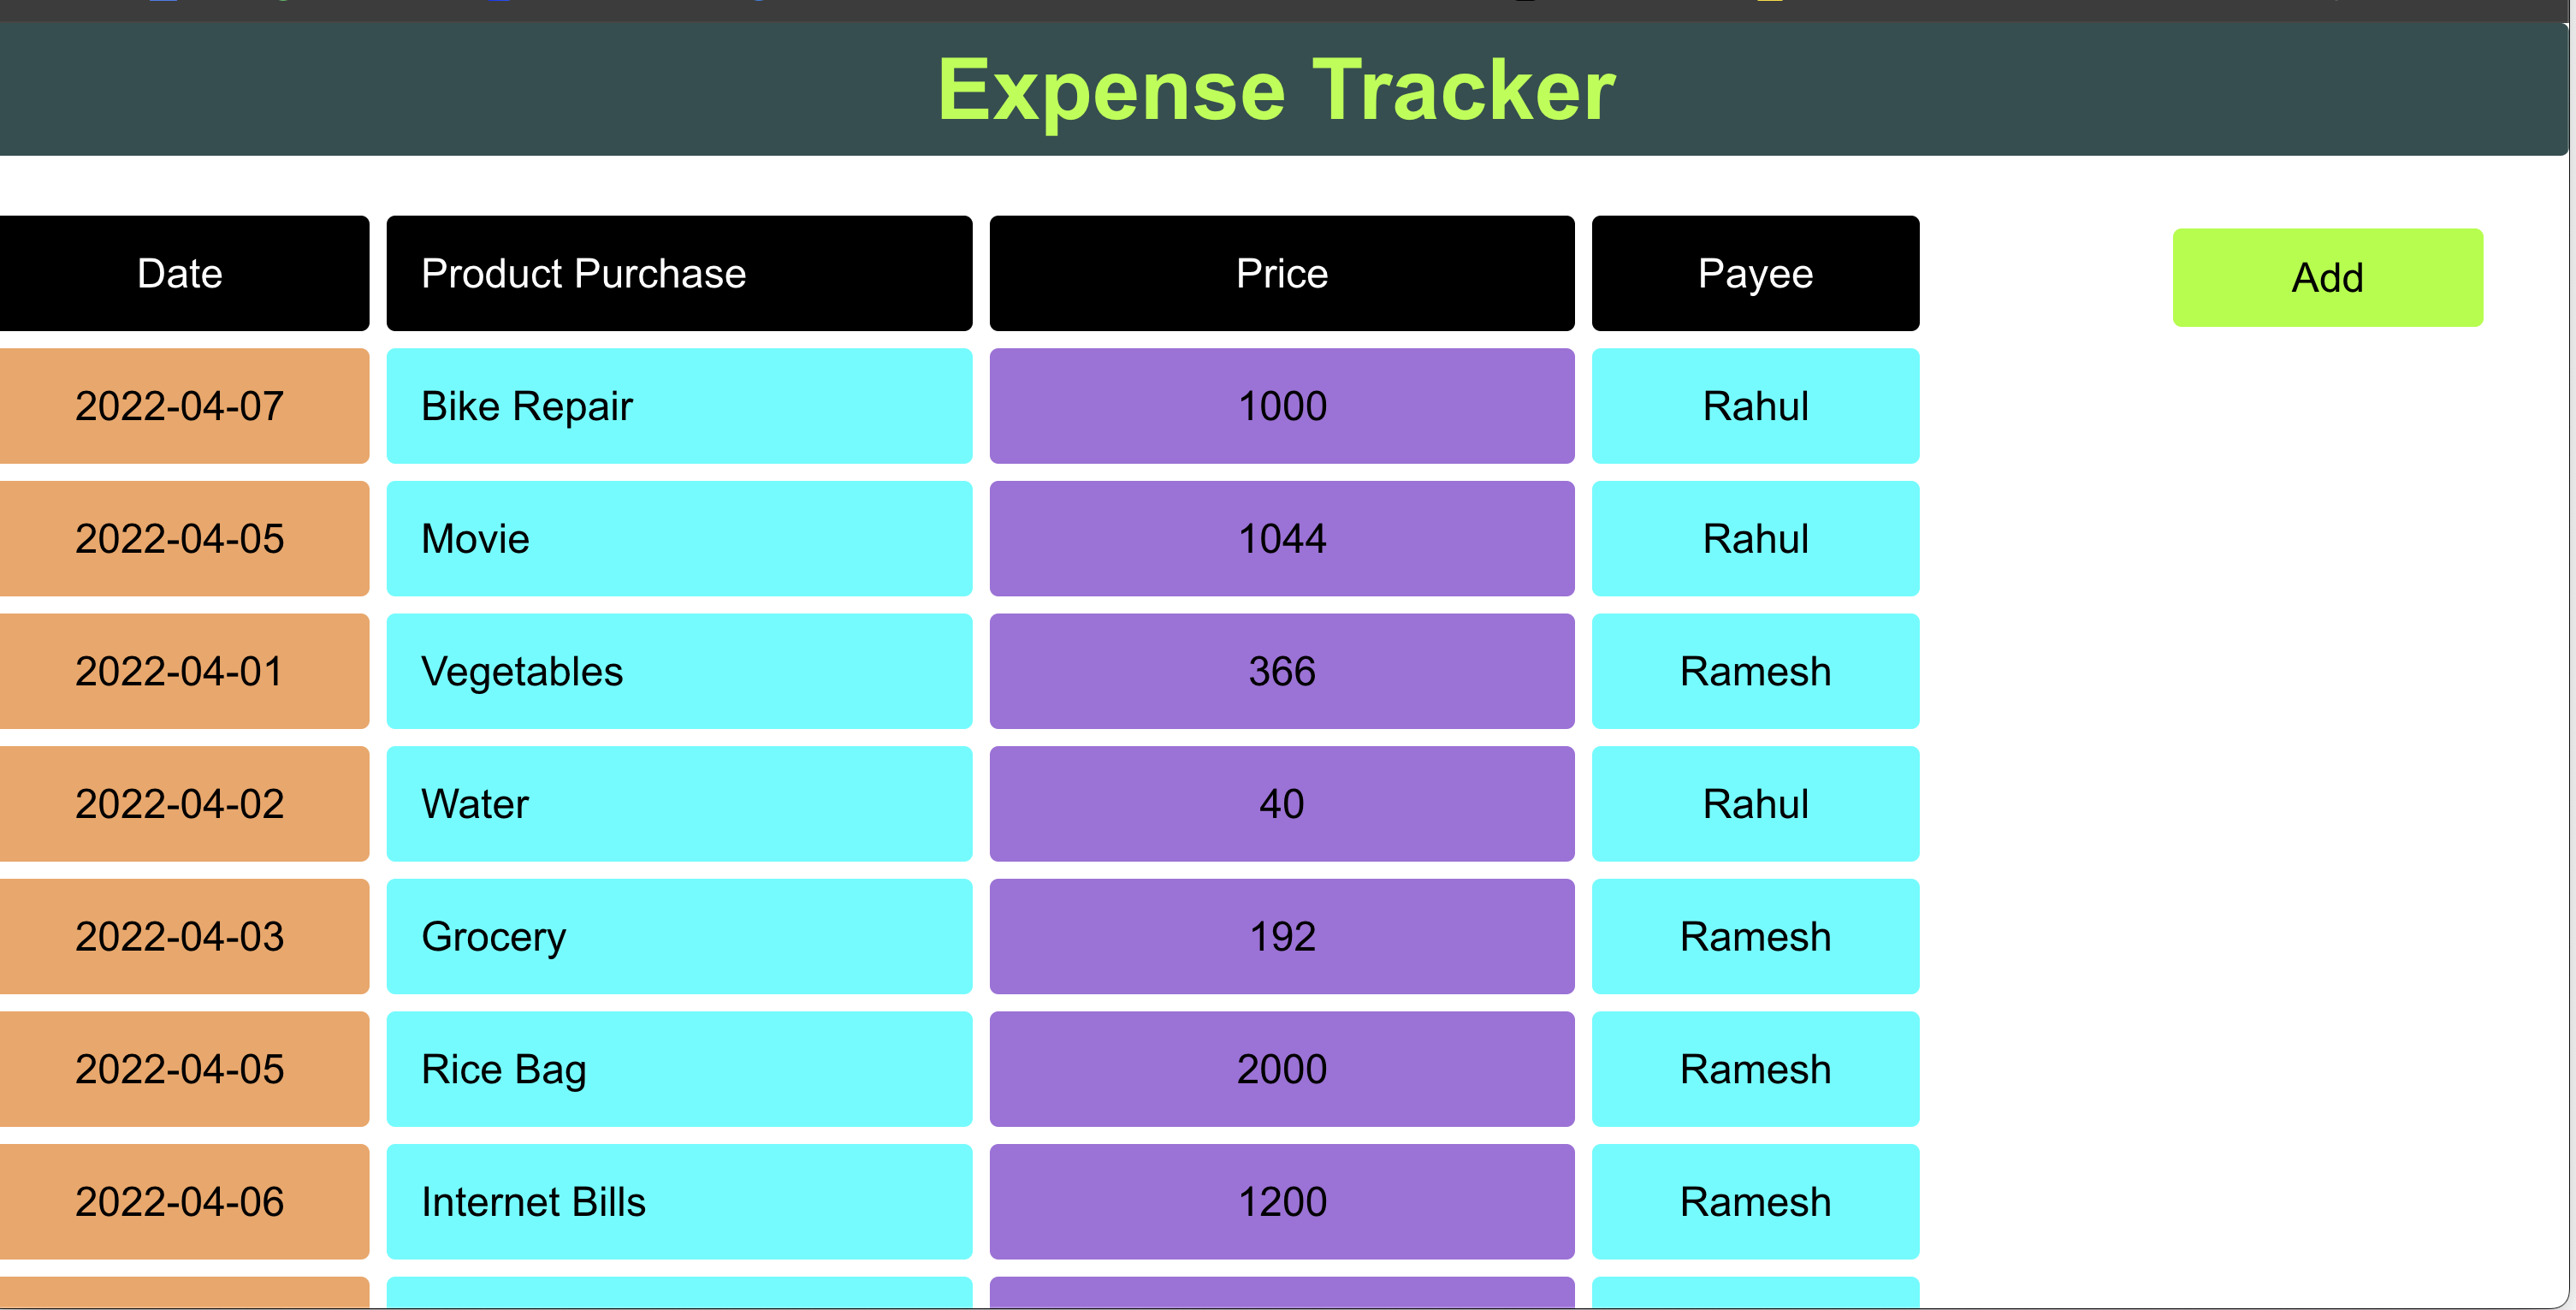 Expense Tracker
Date Product Purchase Price Payee Add
2022-04-07 Bike Repair 1000 Rahul
2022-04-05 Movie 1044 Rahul
2022-04-01 Vegetables 366 Ramesh
2022-04-02 Water 40 Rahul
2022-04-03 Grocery 192 Ramesh
2022-04-05 Rice Bag 2000 Ramesh
2022-04-06 Internet Bills 1200 Ramesh